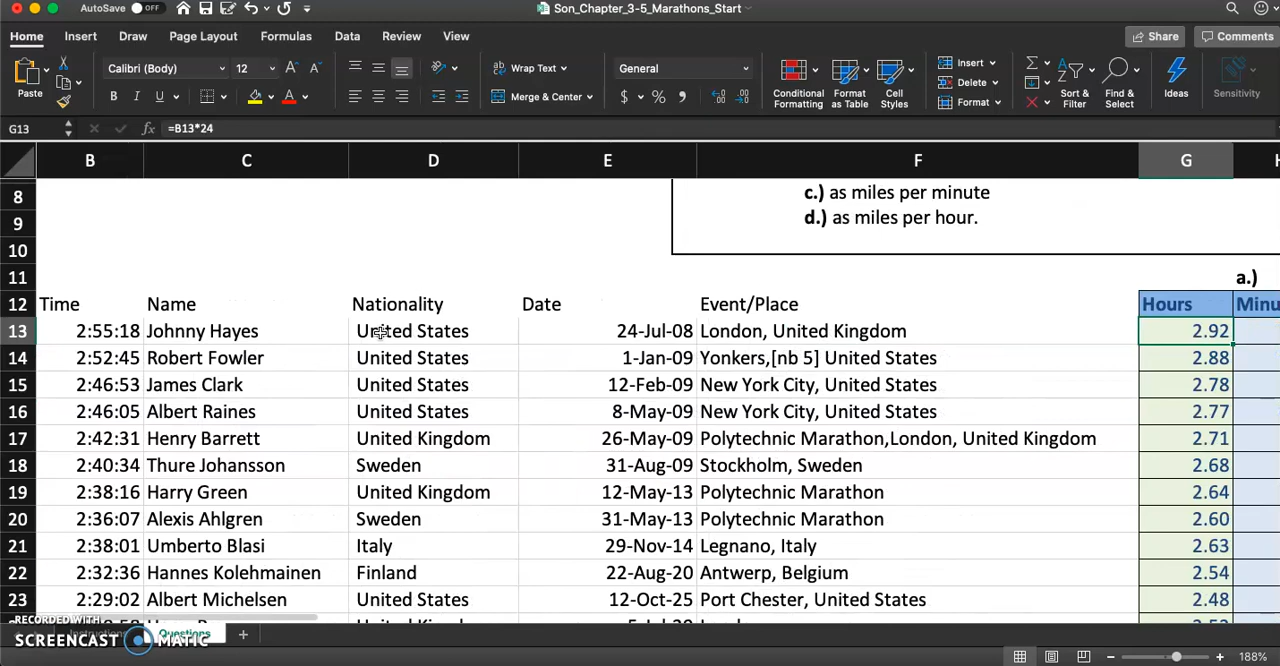 AutoSave OFF Son_Chapter_3-5_Marathons_Start
Home Insert Draw Page Layout Formulas Data Review View Share Comments
Paste Calibri (Body) 12 A A Wrap Text General Conditional Formatting Format as Table Cell Styles Insert Sort & Filter Find & Select Ideas Sensitivity
B I U A Merge & Center $ % Delete
Format
G13 fx =B13*24
B C D E F G H
8 c.) as miles per minute
9 d.) as miles per hour.
10
11 a.)
12 Time Name Nationality Date Event/Place Hours Minu
13 2:55:18 Johnny Hayes United States 24-Jul-08 London, United Kingdom 2.92
14 2:52:45 Robert Fowler United States 1-Jan-09 Yonkers,[nb 5] United States 2.88
15 2:46:53 James Clark United States 12-Feb-09 New York City, United States 2.78
16 2:46:05 Albert Raines United States 8-May-09 New York City, United States 2.77
17 2:42:31 Henry Barrett United Kingdom 26-May-09 Polytechnic Marathon,London, United Kingdom 2.71
18 2:40:34 Thure Johansson Sweden 31-Aug-09 Stockholm, Sweden 2.68
19 2:38:16 Harry Green United Kingdom 12-May-13 Polytechnic Marathon 2.64
20 2:36:07 Alexis Ahlgren Sweden 31-May-13 Polytechnic Marathon 2.60
21 2:38:01 Umberto Blasi Italy 29-Nov-14 Legnano, Italy 2.63
22 2:32:36 Hannes Kolehmainen Finland 22-Aug-20 Antwerp, Belgium 2.54
23 2:29:02 Albert Michelsen United States 12-Oct-25 Port Chester, United States 2.48
RECORDED WITH
SCREENCAST MATIC
Instructions Questions +
188%